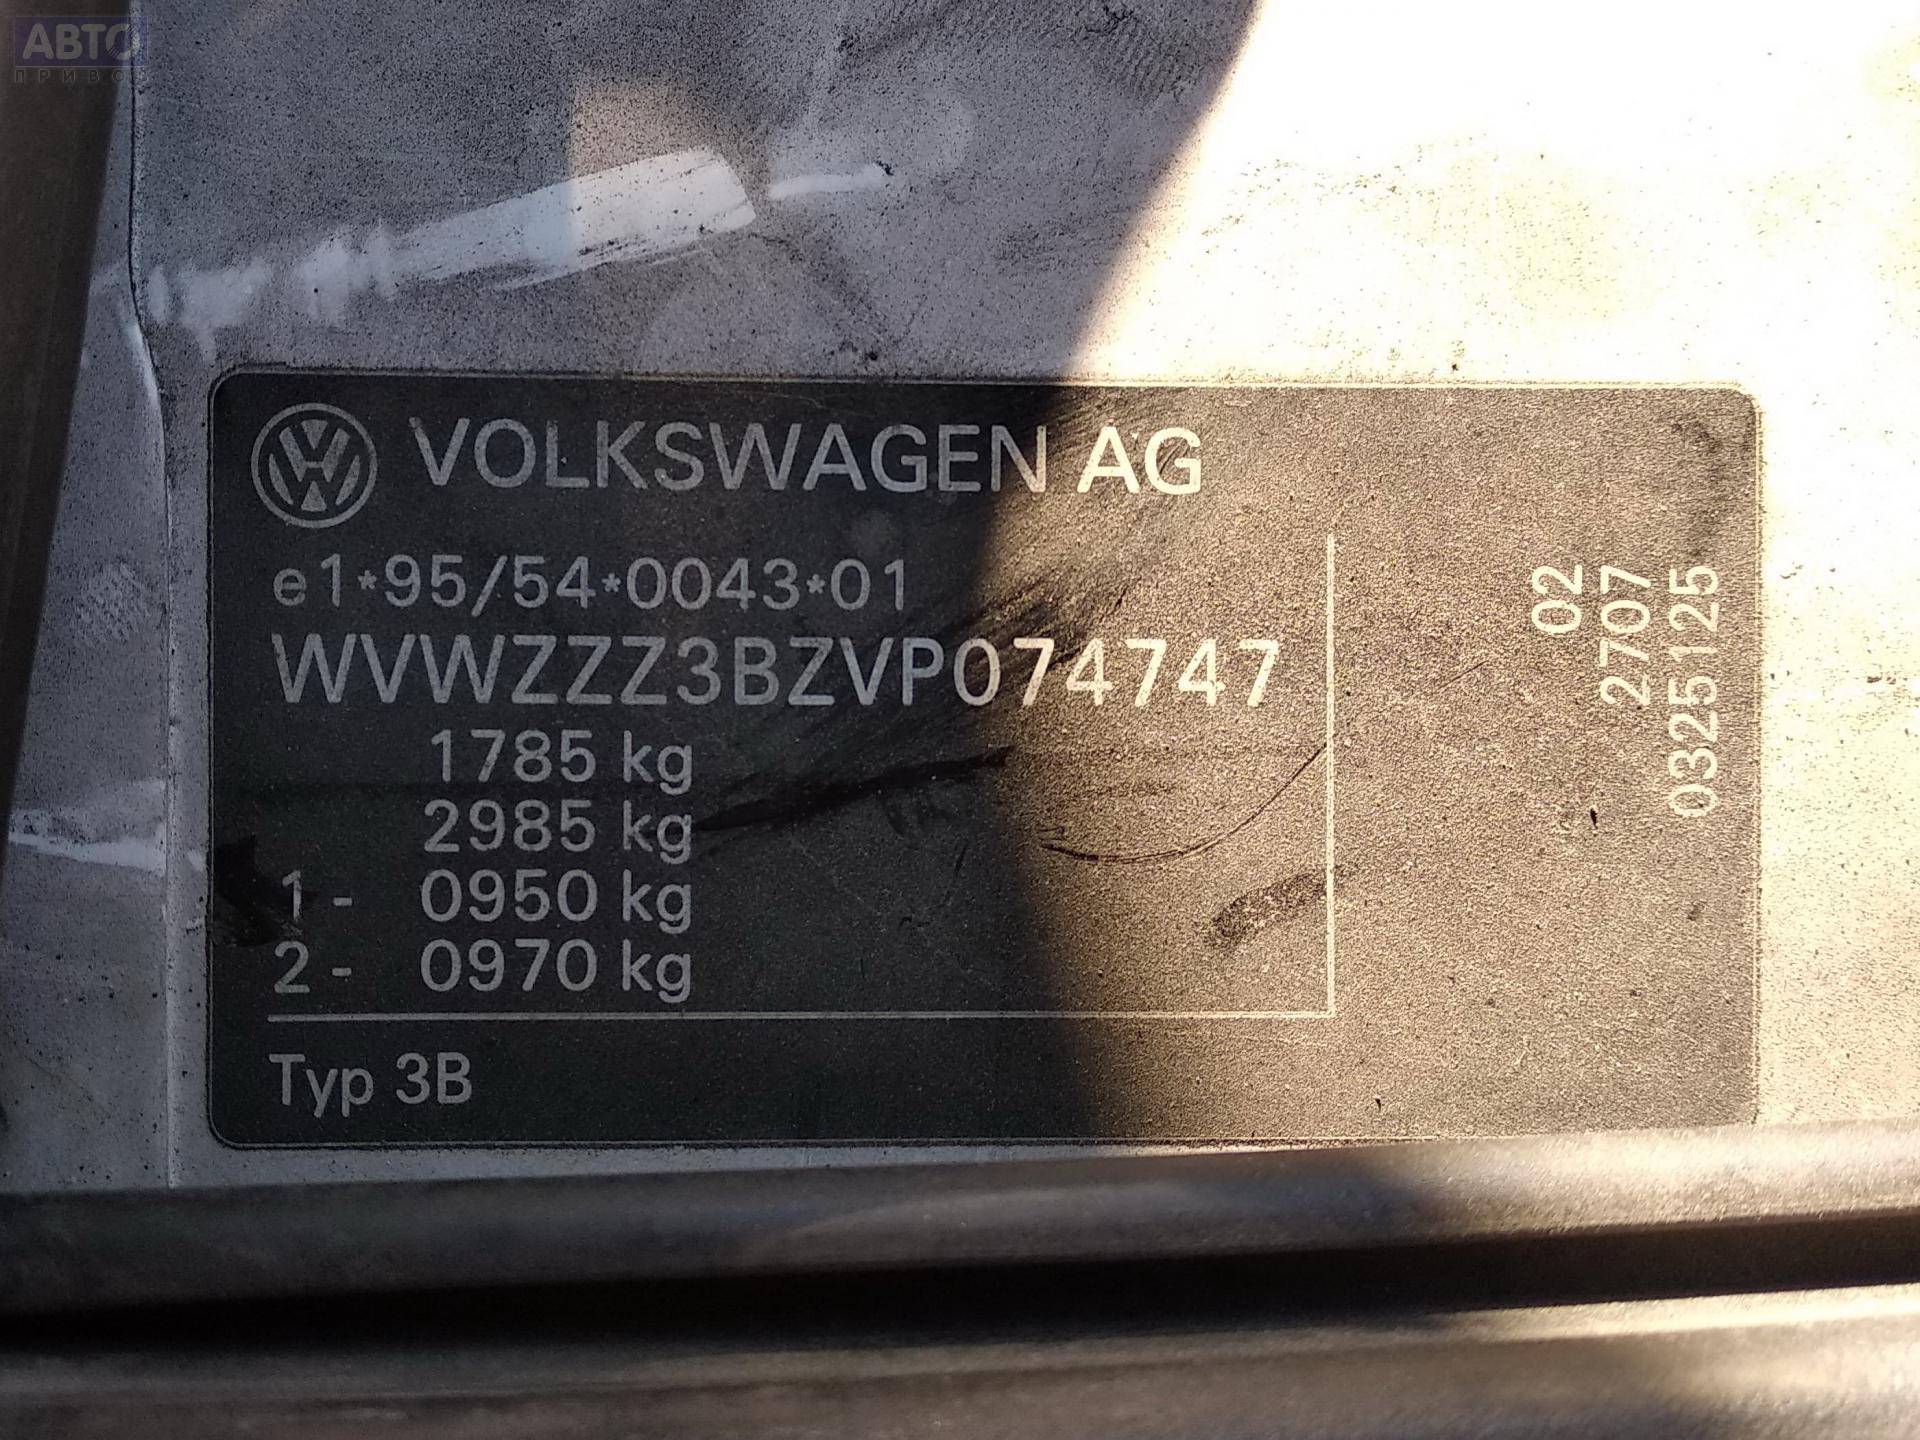 АВТО
ПРИВОЗ
VOLKSWAGEN AG
e1*95/54*0043*01
WVWZZZ3BZVP074747
1785 kg
2985 kg
1 - 0950 kg
2 - 0970 kg
Typ 3B
02
2707
0325125